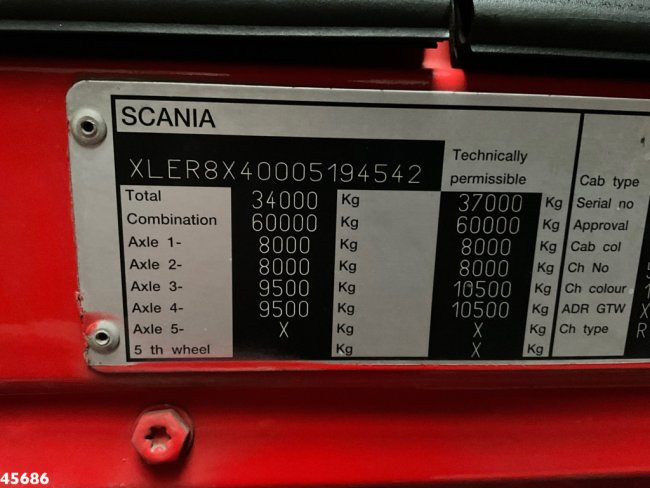 SCANIA
XLER8X40005194542
Technically
permissible
Cab type
Total 34000 Kg 37000 Kg Serial no
Combination 60000 Kg 60000 Kg Approval
Axle 1- 8000 Kg 8000 Kg Cab col
Axle 2- 8000 Kg 8000 Kg Ch No
Axle 3- 9500 Kg 10500 Kg Ch colour
Axle 4- 9500 Kg 10500 Kg ADR GTW X
Axle 5- X Kg X Kg Ch type R
5 th wheel Kg X Kg
45686